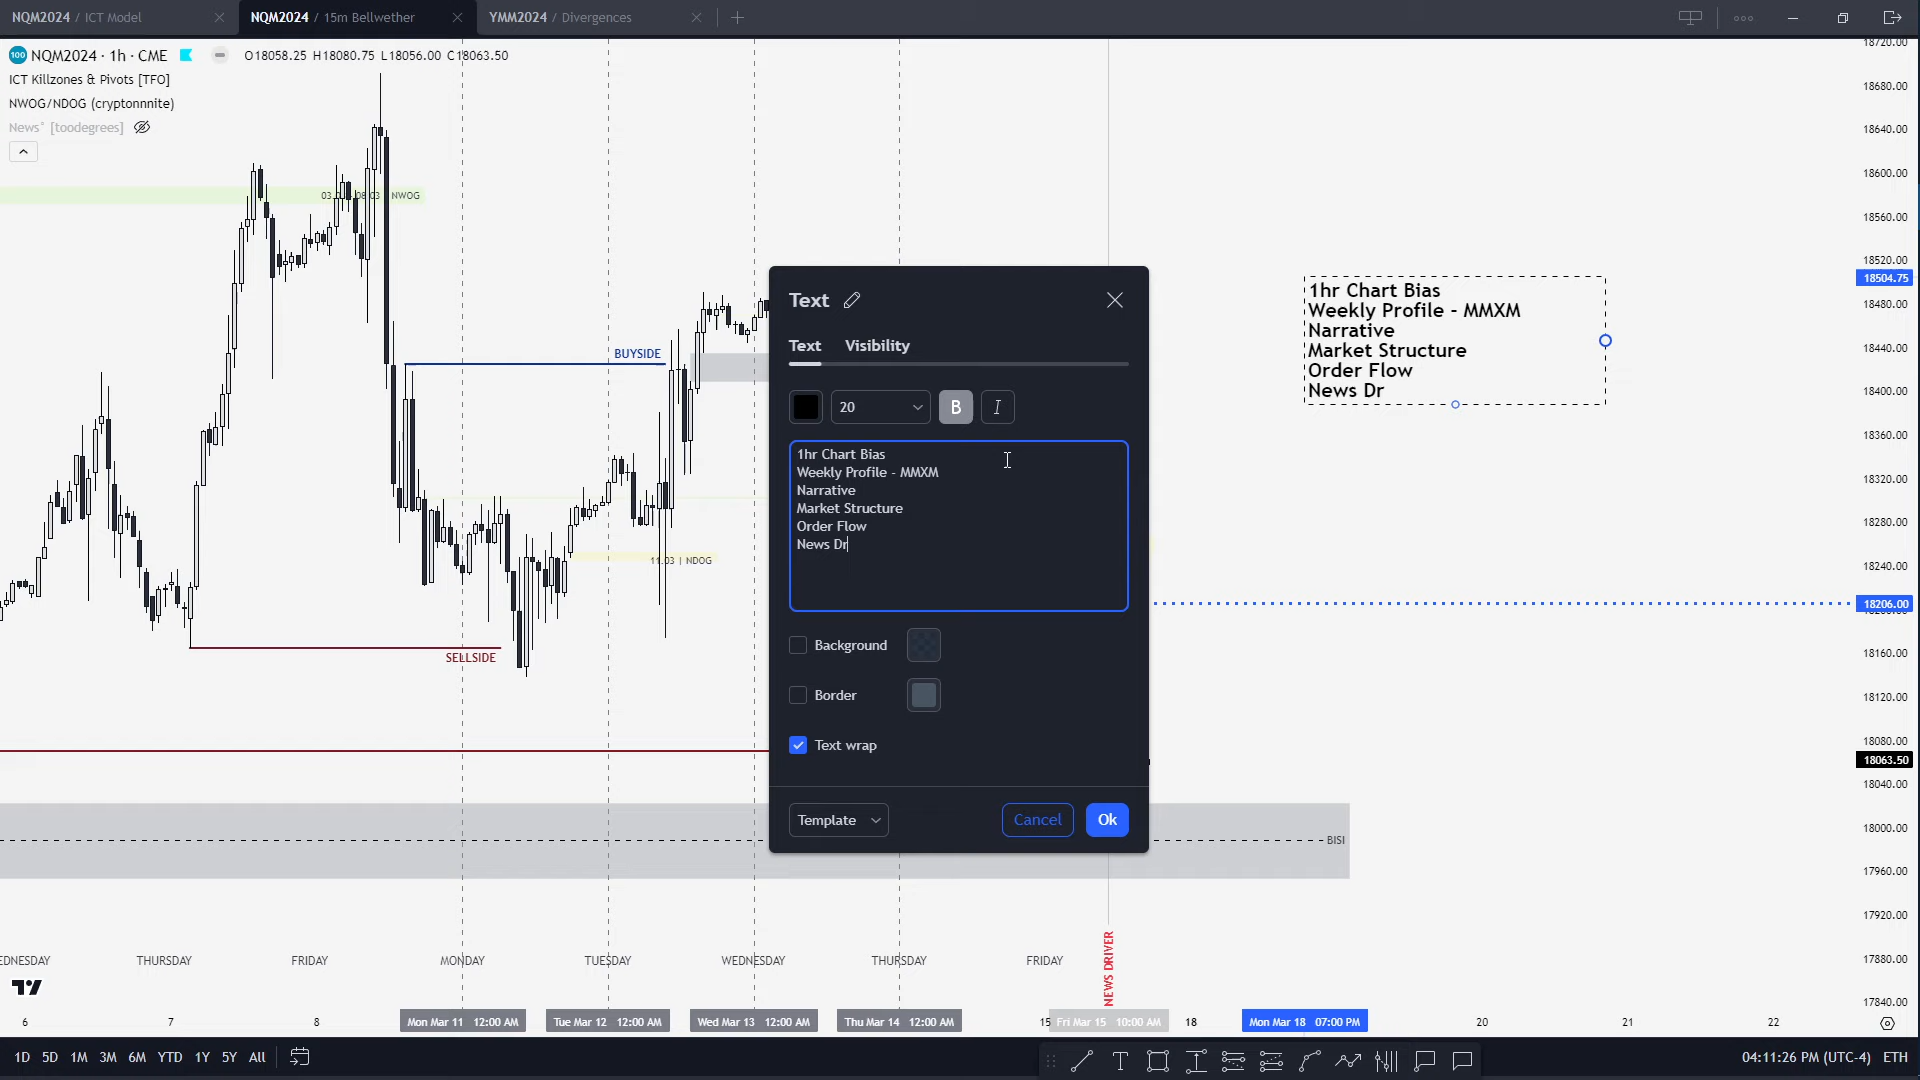 NQM2024 / ICT Model
NQM2024 / 15m Bellwether
YMM2024 / Divergences
NQM2024 · 1h · CME
O18058.25 H18080.75 L18056.00 C18063.50
ICT Killzones & Pivots [TFO]
NWOG/NDOG (cryptonnnite)
News° [toodegrees]
NWOG
BUYSIDE
11.03 | NDOG
SELLSIDE
BISI
NEWS DRIVER
Text
Text Visibility
20 B I
1hr Chart Bias
Weekly Profile - MMXM
Narrative
Market Structure
Order Flow
News Dr
Background
Border
Text wrap
Template
Cancel
Ok
1hr Chart Bias
Weekly Profile - MMXM
Narrative
Market Structure
Order Flow
News Dr
18720.00
18680.00
18640.00
18600.00
18560.00
18520.00
18504.75
18480.00
18440.00
18400.00
18360.00
18320.00
18280.00
18240.00
18206.00
18160.00
18120.00
18080.00
18063.50
18040.00
18000.00
17960.00
17920.00
17880.00
17840.00
EDNESDAY THURSDAY FRIDAY MONDAY TUESDAY WEDNESDAY THURSDAY FRIDAY
6 7 8 Mon Mar 11 12:00 AM Tue Mar 12 12:00 AM Wed Mar 13 12:00 AM Thu Mar 14 12:00 AM 15 Fri Mar 15 10:00 AM 18 Mon Mar 18 07:00 PM 20 21 22
1D 5D 1M 3M 6M YTD 1Y 5Y All
04:11:26 PM (UTC-4) ETH